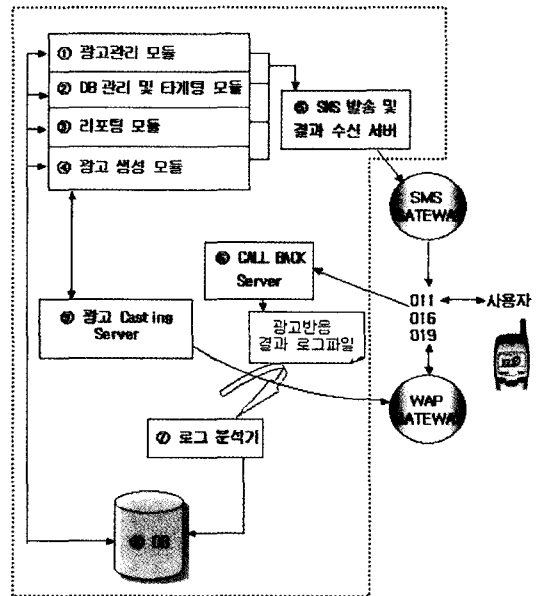 ① 광고관리 모듈
② DB 관리 및 타게팅 모듈
③ 리포팅 모듈
④ 광고 생성 모듈
SMS 발송 및
결과 수신 서버
SMS
GATEWAY
CALL BACK
Server
011
016
019
사용자
광고 Casting
Server
광고반응
결과 로그파일
WAP
GATEWAY
⑦ 로그 분석기
DB